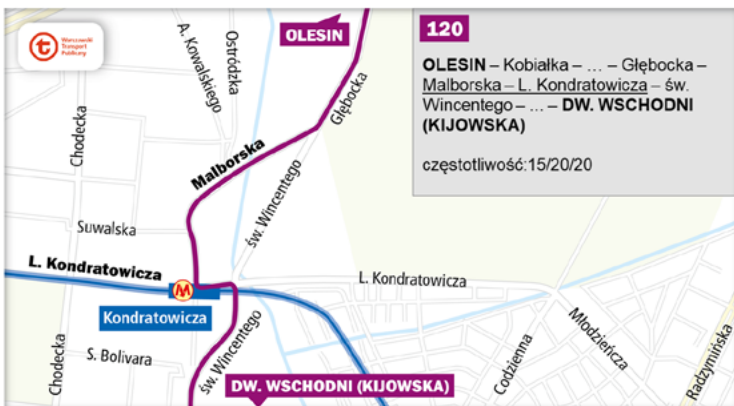 Warszawski
Transport
Publiczny
OLESIN
A. Kowalskiego
Ostródzka
Głębocka
Chodecka
Malborska
św. Wincentego
Suwalska
L. Kondratowicza
L. Kondratowicza
M
Kondratowicza
S. Bolivara
św. Wincentego
Chodecka
DW. WSCHODNI (KIJOWSKA)
Codzienna
Młodzieńcza
Radzymińska
120
OLESIN – Kobiałka – ... – Głębocka –
Malborska – L. Kondratowicza – św.
Wincentego – ... – DW. WSCHODNI
(KIJOWSKA)
częstotliwość:15/20/20